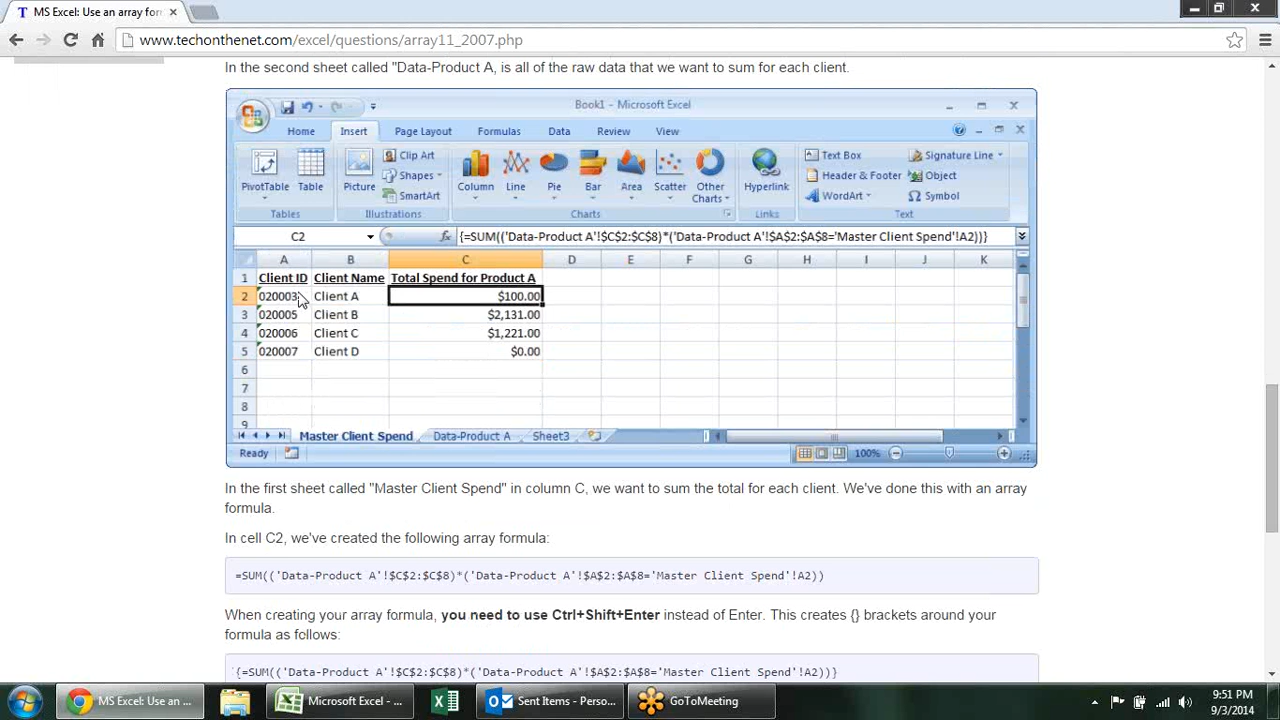 T MS Excel: Use an array for
www.techonthenet.com/excel/questions/array11_2007.php
In the second sheet called "Data-Product A, is all of the raw data that we want to sum for each client.
Book1 - Microsoft Excel
Home Insert Page Layout Formulas Data Review View
PivotTable Table Picture Clip Art Shapes SmartArt Column Line Pie Bar Area Scatter Other Charts Hyperlink Text Box Header & Footer WordArt Signature Line Object Symbol
Tables Illustrations Charts Links Text
C2 fx {=SUM(('Data-Product A'!$C$2:$C$8)*('Data-Product A'!$A$2:$A$8='Master Client Spend'!A2))}
A B C D E F G H I J K
1 Client ID Client Name Total Spend for Product A
2 020003 Client A $100.00
3 020005 Client B $2,131.00
4 020006 Client C $1,221.00
5 020007 Client D $0.00
6
7
8
9
Master Client Spend Data-Product A Sheet3
Ready 100%
In the first sheet called "Master Client Spend" in column C, we want to sum the total for each client. We've done this with an array
formula.
In cell C2, we've created the following array formula:
=SUM(('Data-Product A'!$C$2:$C$8)*('Data-Product A'!$A$2:$A$8='Master Client Spend'!A2))
When creating your array formula, you need to use Ctrl+Shift+Enter instead of Enter. This creates {} brackets around your
formula as follows:
{=SUM(('Data-Product A'!$C$2:$C$8)*('Data-Product A'!$A$2:$A$8='Master Client Spend'!A2))}
MS Excel: Use an ... Microsoft Excel - ... Sent Items - Perso... GoToMeeting
9:51 PM
9/3/2014